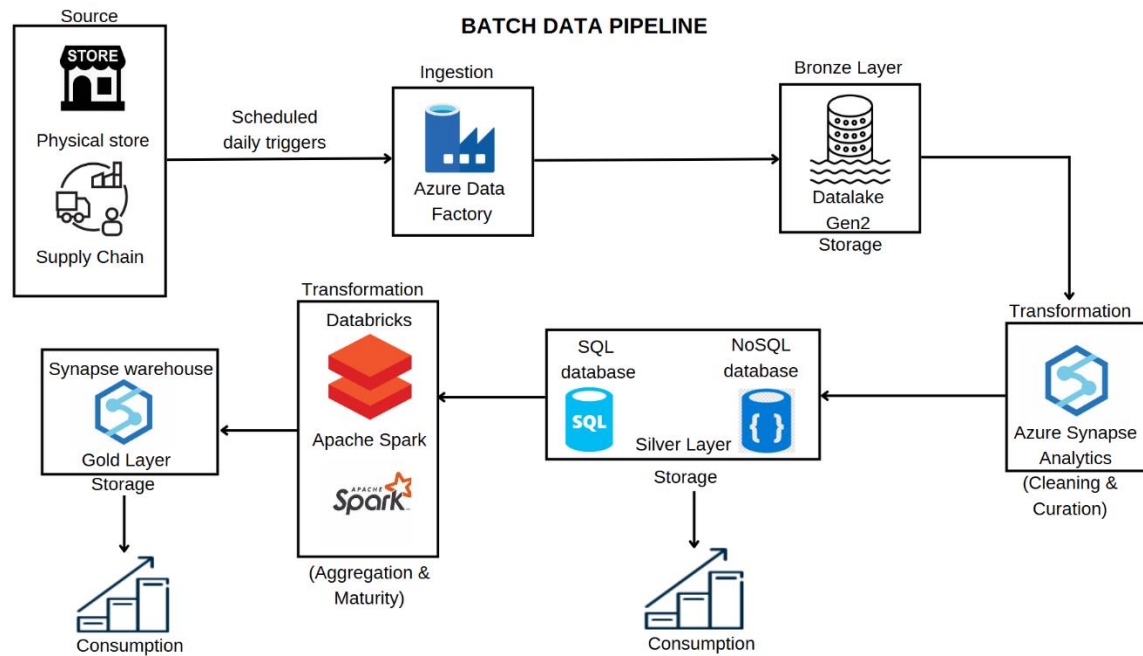 BATCH DATA PIPELINE
Source
STORE
Physical store
Supply Chain
Scheduled
daily triggers
Ingestion
Azure Data
Factory
Bronze Layer
Datalake
Gen2
Storage
Transformation
Azure Synapse
Analytics
(Cleaning &
Curation)
SQL
database
SQL
NoSQL
database
{ }
Silver Layer
Storage
Consumption
Transformation
Databricks
Apache Spark
APACHE
Spark
(Aggregation &
Maturity)
Synapse warehouse
Gold Layer
Storage
Consumption